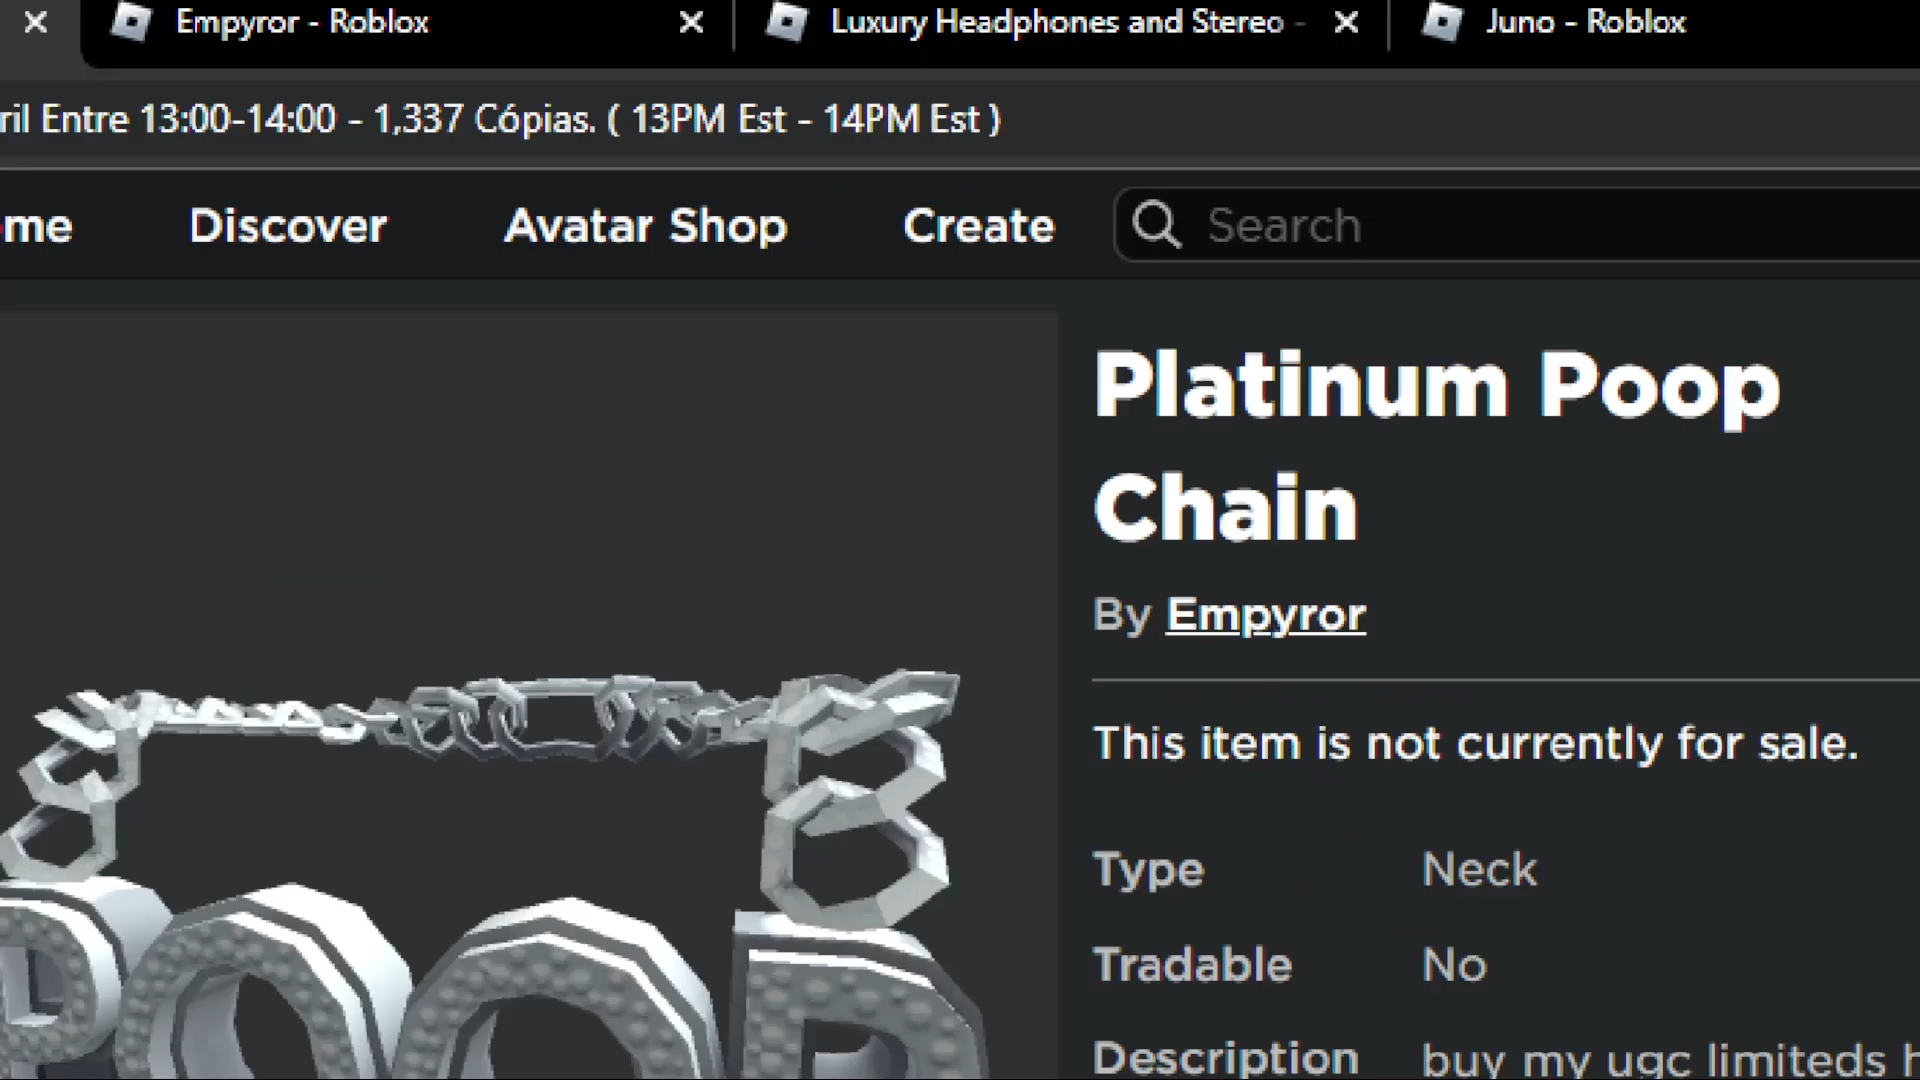 Empyror - Roblox
Luxury Headphones and Stereo -
Juno - Roblox
ril Entre 13:00-14:00 - 1,337 Cópias. ( 13PM Est - 14PM Est )
me Discover Avatar Shop Create Search
Platinum Poop
Chain
By Empyror
This item is not currently for sale.
Type Neck
Tradable No
Description buy my ugc limiteds h
POOP